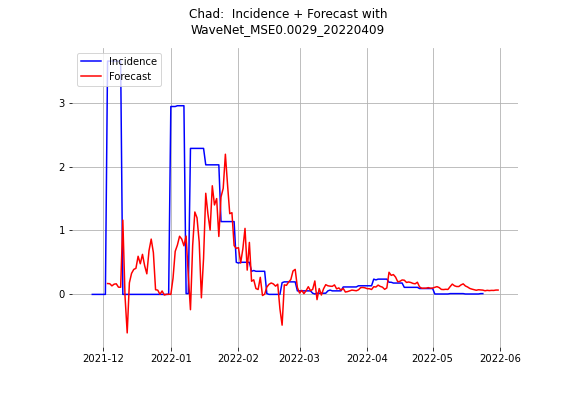 Chad:  Incidence + Forecast with
WaveNet_MSE0.0029_20220409
Incidence
Forecast
3
2
1
0
2021-12 2022-01 2022-02 2022-03 2022-04 2022-05 2022-06